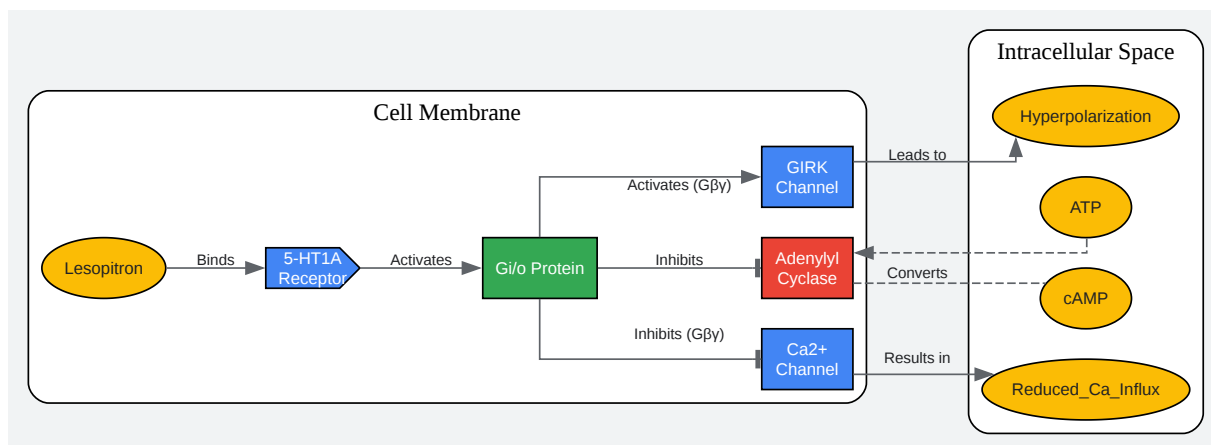 Cell Membrane
Intracellular Space
Lesopitron
Binds
5-HT1A
Receptor
Activates
Gi/o Protein
Activates (Gβγ)
Inhibits
Inhibits (Gβγ)
GIRK
Channel
Adenylyl
Cyclase
Ca2+
Channel
Leads to
Converts
Results in
Hyperpolarization
ATP
cAMP
Reduced_Ca_Influx